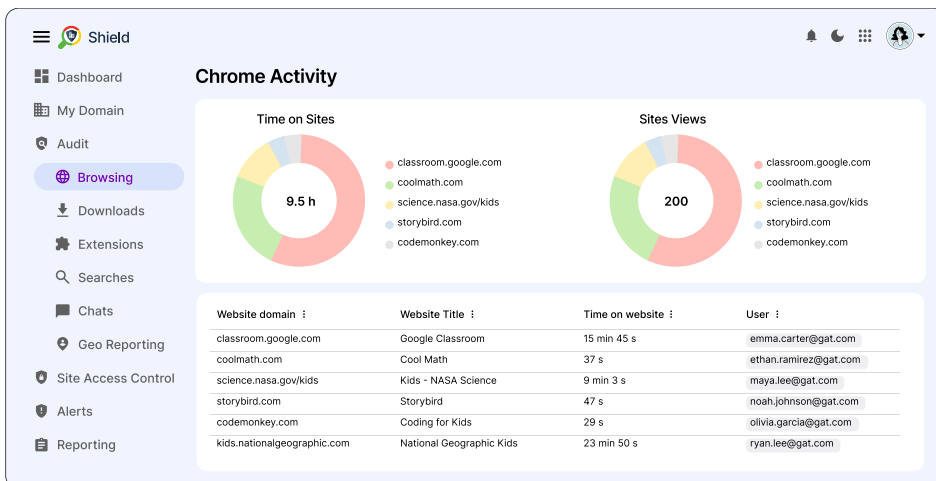 Shield
Dashboard
My Domain
Audit
Browsing
Downloads
Extensions
Searches
Chats
Geo Reporting
Site Access Control
Alerts
Reporting
Chrome Activity
Time on Sites
9.5 h
classroom.google.com
coolmath.com
science.nasa.gov/kids
storybird.com
codemonkey.com
Sites Views
200
classroom.google.com
coolmath.com
science.nasa.gov/kids
storybird.com
codemonkey.com
Website domain Website Title Time on website User
classroom.google.com Google Classroom 15 min 45 s emma.carter@gat.com
coolmath.com Cool Math 37 s ethan.ramirez@gat.com
science.nasa.gov/kids Kids - NASA Science 9 min 3 s maya.lee@gat.com
storybird.com Storybird 47 s noah.johnson@gat.com
codemonkey.com Coding for Kids 29 s olivia.garcia@gat.com
kids.nationalgeographic.com National Geographic Kids 23 min 50 s ryan.lee@gat.com